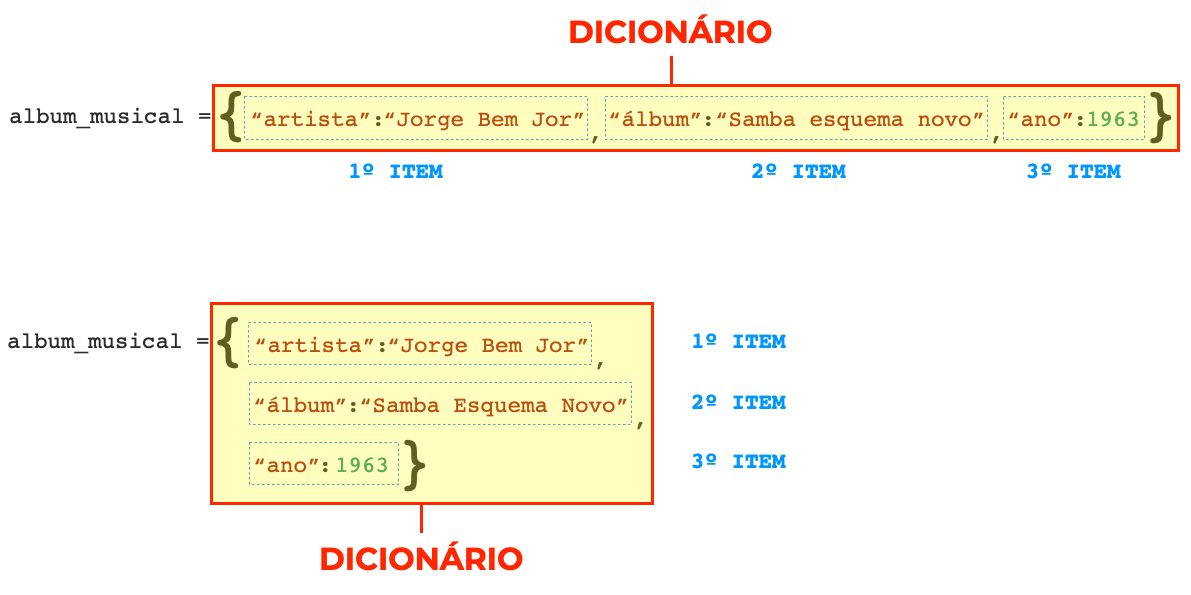 DICIONÁRIO
album_musical = {“artista”:“Jorge Bem Jor”, “álbum”:“Samba esquema novo”, “ano”:1963}
1º ITEM 2º ITEM 3º ITEM
album_musical = {“artista”:“Jorge Bem Jor”, 1º ITEM
“álbum”:“Samba Esquema Novo”, 2º ITEM
“ano”:1963} 3º ITEM
DICIONÁRIO